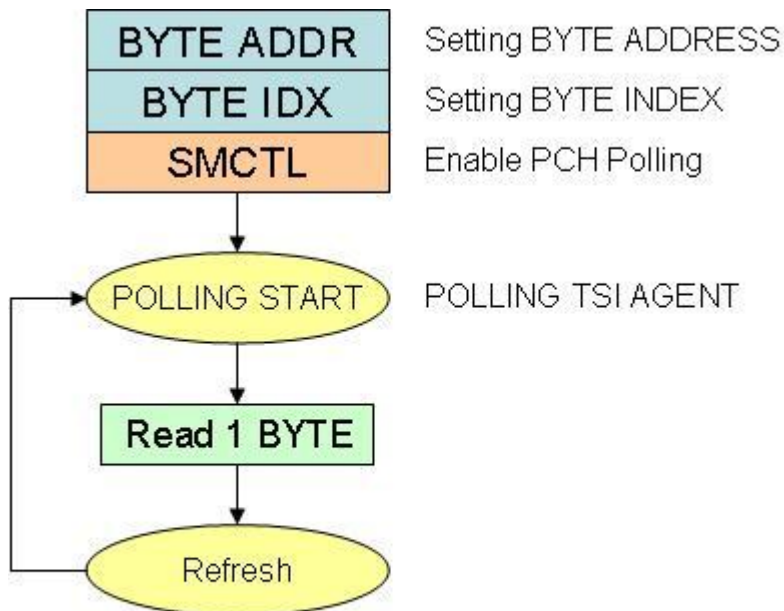 BYTE ADDR Setting BYTE ADDRESS
BYTE IDX Setting BYTE INDEX
SMCTL Enable PCH Polling
POLLING START POLLING TSI AGENT
Read 1 BYTE
Refresh